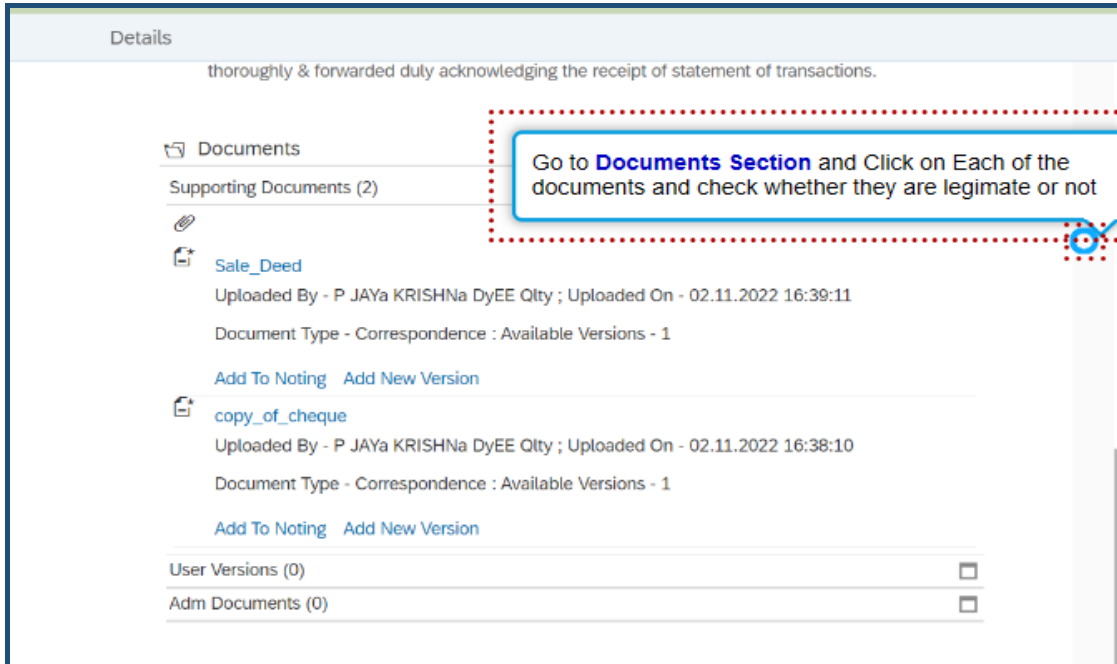 Details
thoroughly & forwarded duly acknowledging the receipt of statement of transactions.
Documents
Go to Documents Section and Click on Each of the
documents and check whether they are legimate or not
Supporting Documents (2)
Sale_Deed
Uploaded By - P JAYa KRISHNa DyEE Qlty ; Uploaded On - 02.11.2022 16:39:11
Document Type - Correspondence : Available Versions - 1
Add To Noting Add New Version
copy_of_cheque
Uploaded By - P JAYa KRISHNa DyEE Qlty ; Uploaded On - 02.11.2022 16:38:10
Document Type - Correspondence : Available Versions - 1
Add To Noting Add New Version
User Versions (0)
Adm Documents (0)